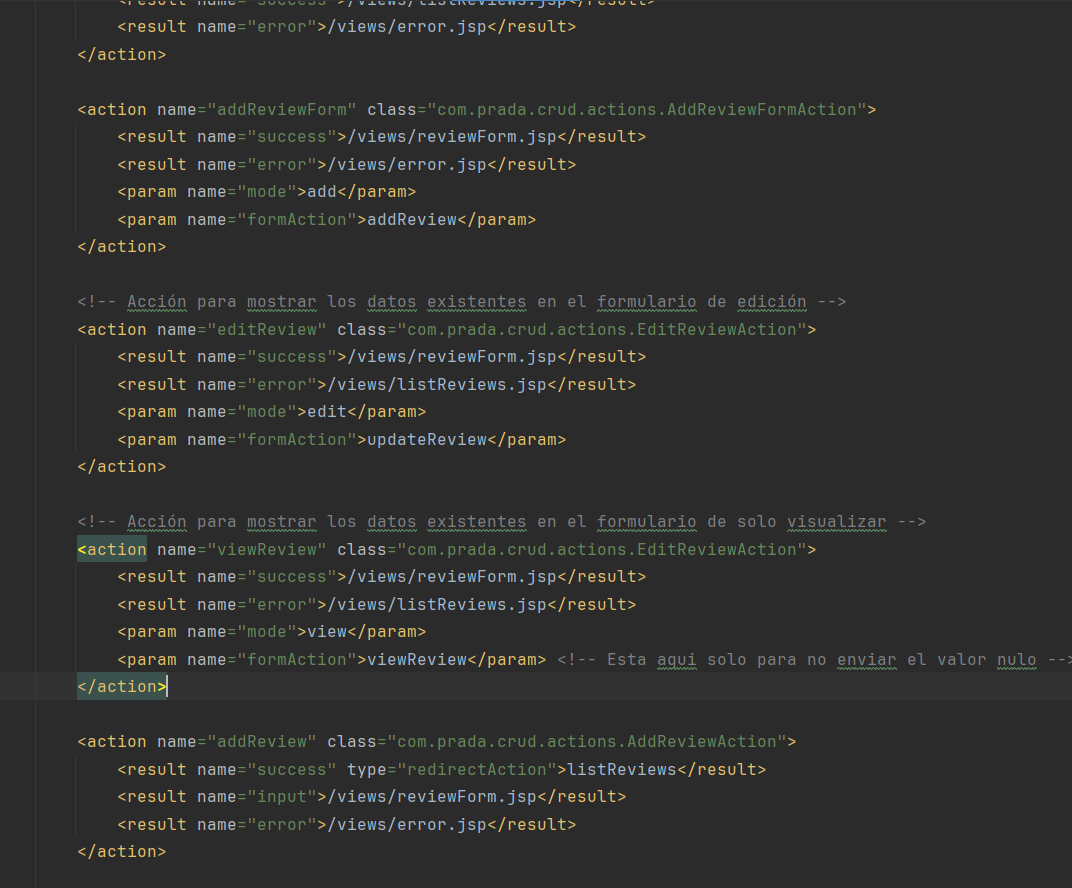 <result name="success">/views/listReviews.jsp</result>
<result name="error">/views/error.jsp</result>
</action>
<action name="addReviewForm" class="com.prada.crud.actions.AddReviewFormAction">
<result name="success">/views/reviewForm.jsp</result>
<result name="error">/views/error.jsp</result>
<param name="mode">add</param>
<param name="formAction">addReview</param>
</action>
<!-- Acción para mostrar los datos existentes en el formulario de edición -->
<action name="editReview" class="com.prada.crud.actions.EditReviewAction">
<result name="success">/views/reviewForm.jsp</result>
<result name="error">/views/listReviews.jsp</result>
<param name="mode">edit</param>
<param name="formAction">updateReview</param>
</action>
<!-- Acción para mostrar los datos existentes en el formulario de solo visualizar -->
<action name="viewReview" class="com.prada.crud.actions.EditReviewAction">
<result name="success">/views/reviewForm.jsp</result>
<result name="error">/views/listReviews.jsp</result>
<param name="mode">view</param>
<param name="formAction">viewReview</param> <!-- Esta aqui solo para no enviar el valor nulo -->
</action>
<action name="addReview" class="com.prada.crud.actions.AddReviewAction">
<result name="success" type="redirectAction">listReviews</result>
<result name="input">/views/reviewForm.jsp</result>
<result name="error">/views/error.jsp</result>
</action>